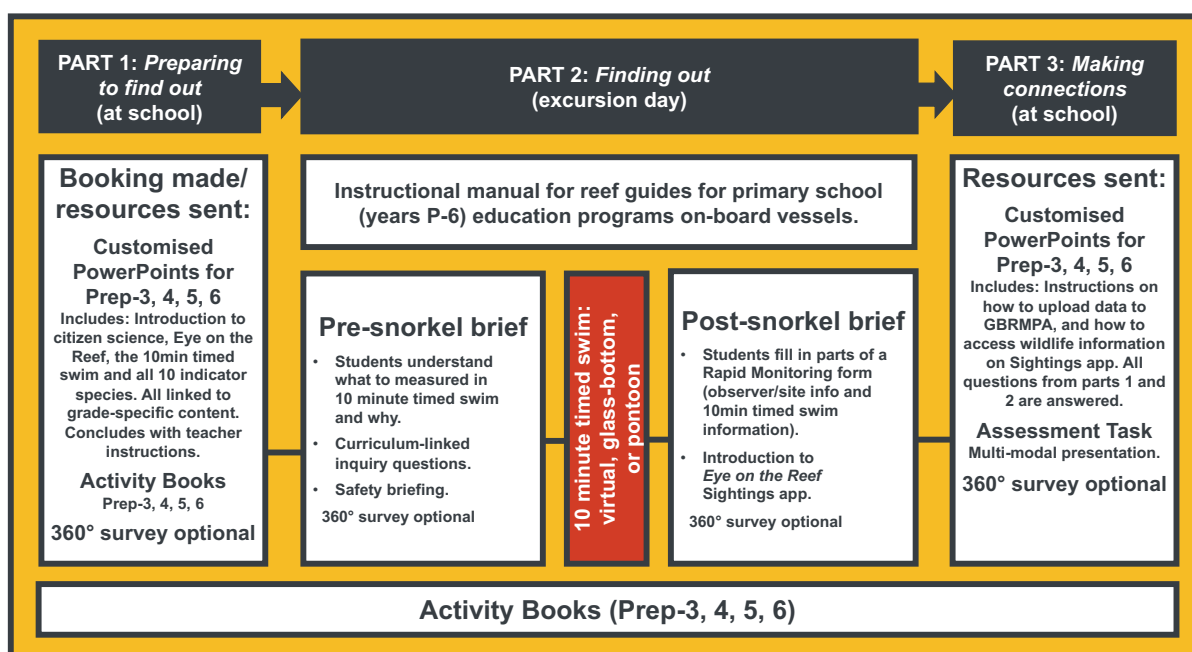 PART 1: Preparing
to find out
(at school)
PART 2: Finding out
(excursion day)
PART 3: Making
connections
(at school)
Booking made/
resources sent:
Customised
PowerPoints for
Prep-3, 4, 5, 6
Includes: Introduction to
citizen science, Eye on the
Reef, the 10min timed
swim and all 10 indicator
species. All linked to
grade-specific content.
Concludes with teacher
instructions.
Activity Books
Prep-3, 4, 5, 6
360° survey optional
Instructional manual for reef guides for primary school
(years P-6) education programs on-board vessels.
Pre-snorkel brief
• Students understand
what to measured in
10 minute timed swim
and why.
• Curriculum-linked
inquiry questions.
• Safety briefing.
360° survey optional
10 minute timed swim:
virtual, glass-bottom,
or pontoon
Post-snorkel brief
• Students fill in parts of a
Rapid Monitoring form
(observer/site info and
10min timed swim
information).
• Introduction to
Eye on the Reef
Sightings app.
360° survey optional
Resources sent:
Customised
PowerPoints for
Prep-3, 4, 5, 6
Includes: Instructions on
how to upload data to
GBRMPA, and how to
access wildlife information
on Sightings app. All
questions from parts 1 and
2 are answered.
Assessment Task
Multi-modal presentation.
360° survey optional
Activity Books (Prep-3, 4, 5, 6)